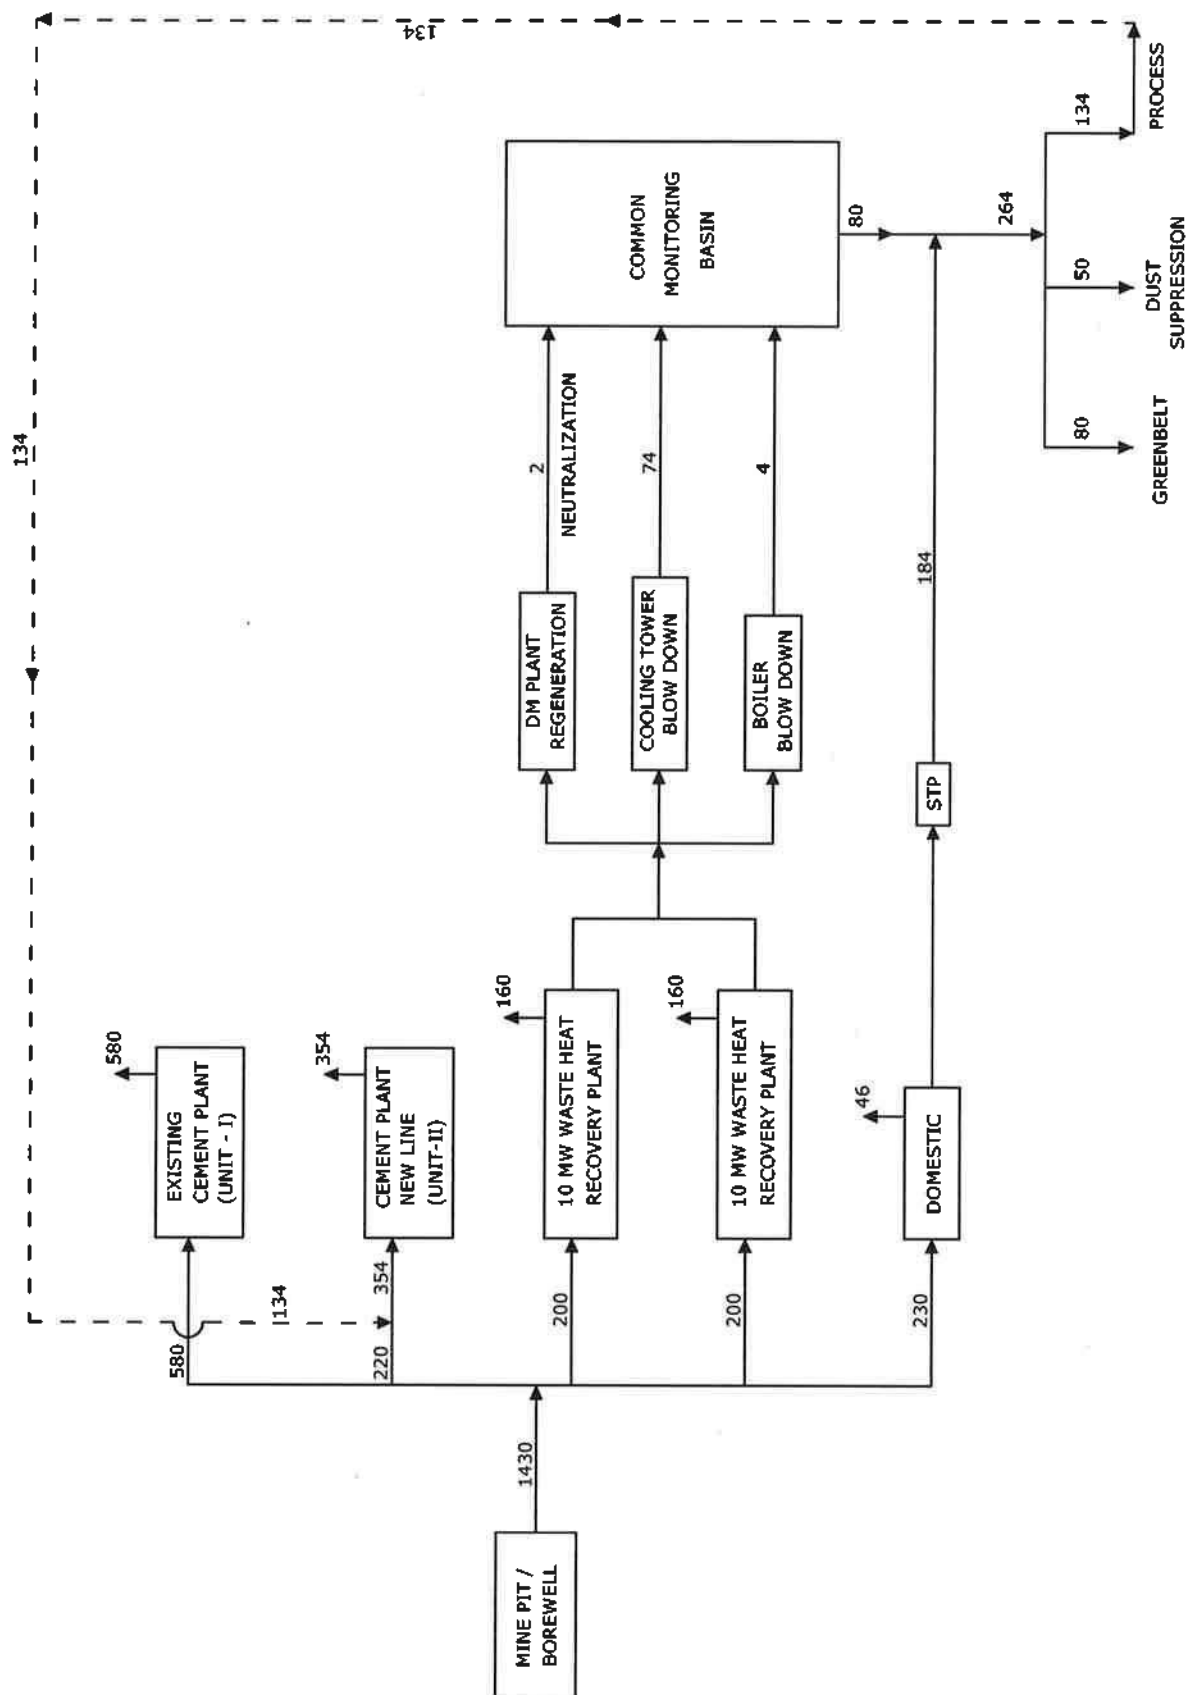 MINE PIT /
BOREWELL
1430
580
220
134
354
200
200
230
EXISTING
CEMENT PLANT
(UNIT - I)
580
CEMENT PLANT
NEW LINE
(UNIT-II)
354
10 MW WASTE HEAT
RECOVERY PLANT
160
10 MW WASTE HEAT
RECOVERY PLANT
160
DOMESTIC
46
STP
184
DM PLANT
REGENERATION
COOLING TOWER
BLOW DOWN
BOILER
BLOW DOWN
2
NEUTRALIZATION
74
4
COMMON
MONITORING
BASIN
80
264
80
50
134
GREENBELT
DUST
SUPPRESSION
PROCESS
134
134